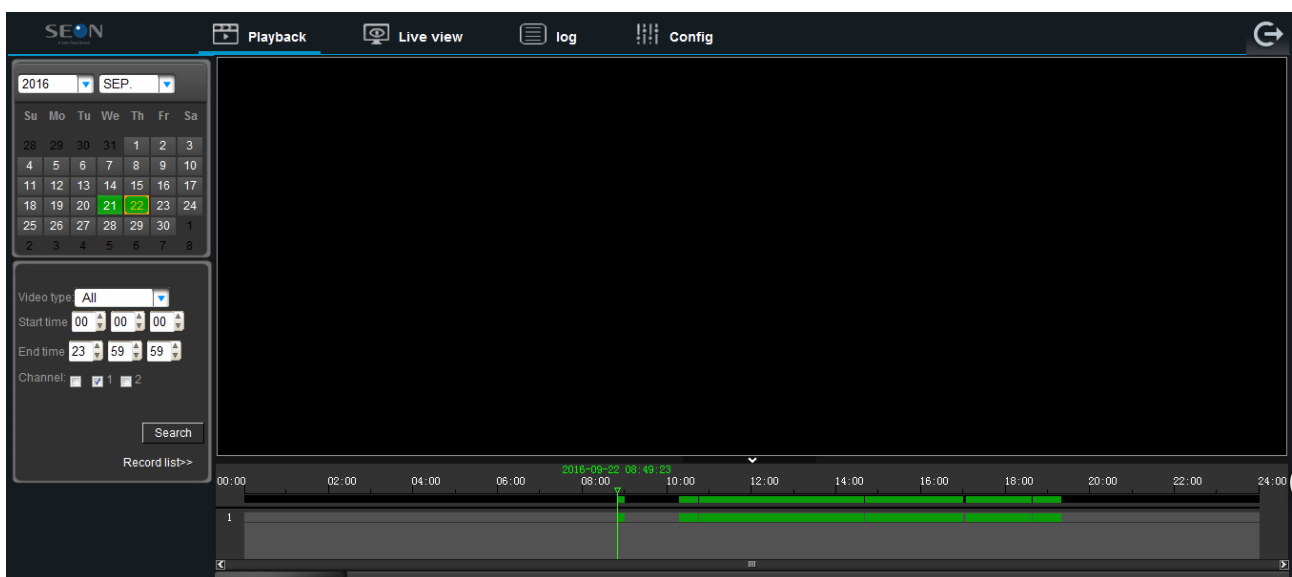 SEON Playback Live view log Config
2016 SEP.
Su Mo Tu We Th Fr Sa
28 29 30 31 1 2 3
4 5 6 7 8 9 10
11 12 13 14 15 16 17
18 19 20 21 22 23 24
25 26 27 28 29 30 1
2 3 4 5 6 7 8
Video type: All
Start time 00 00 00
End time 23 59 59
Channel: 1 2
Search
Record list>>
2016-09-22 08:49:23
00:00 02:00 04:00 06:00 08:00 10:00 12:00 14:00 16:00 18:00 20:00 22:00 24:00
1